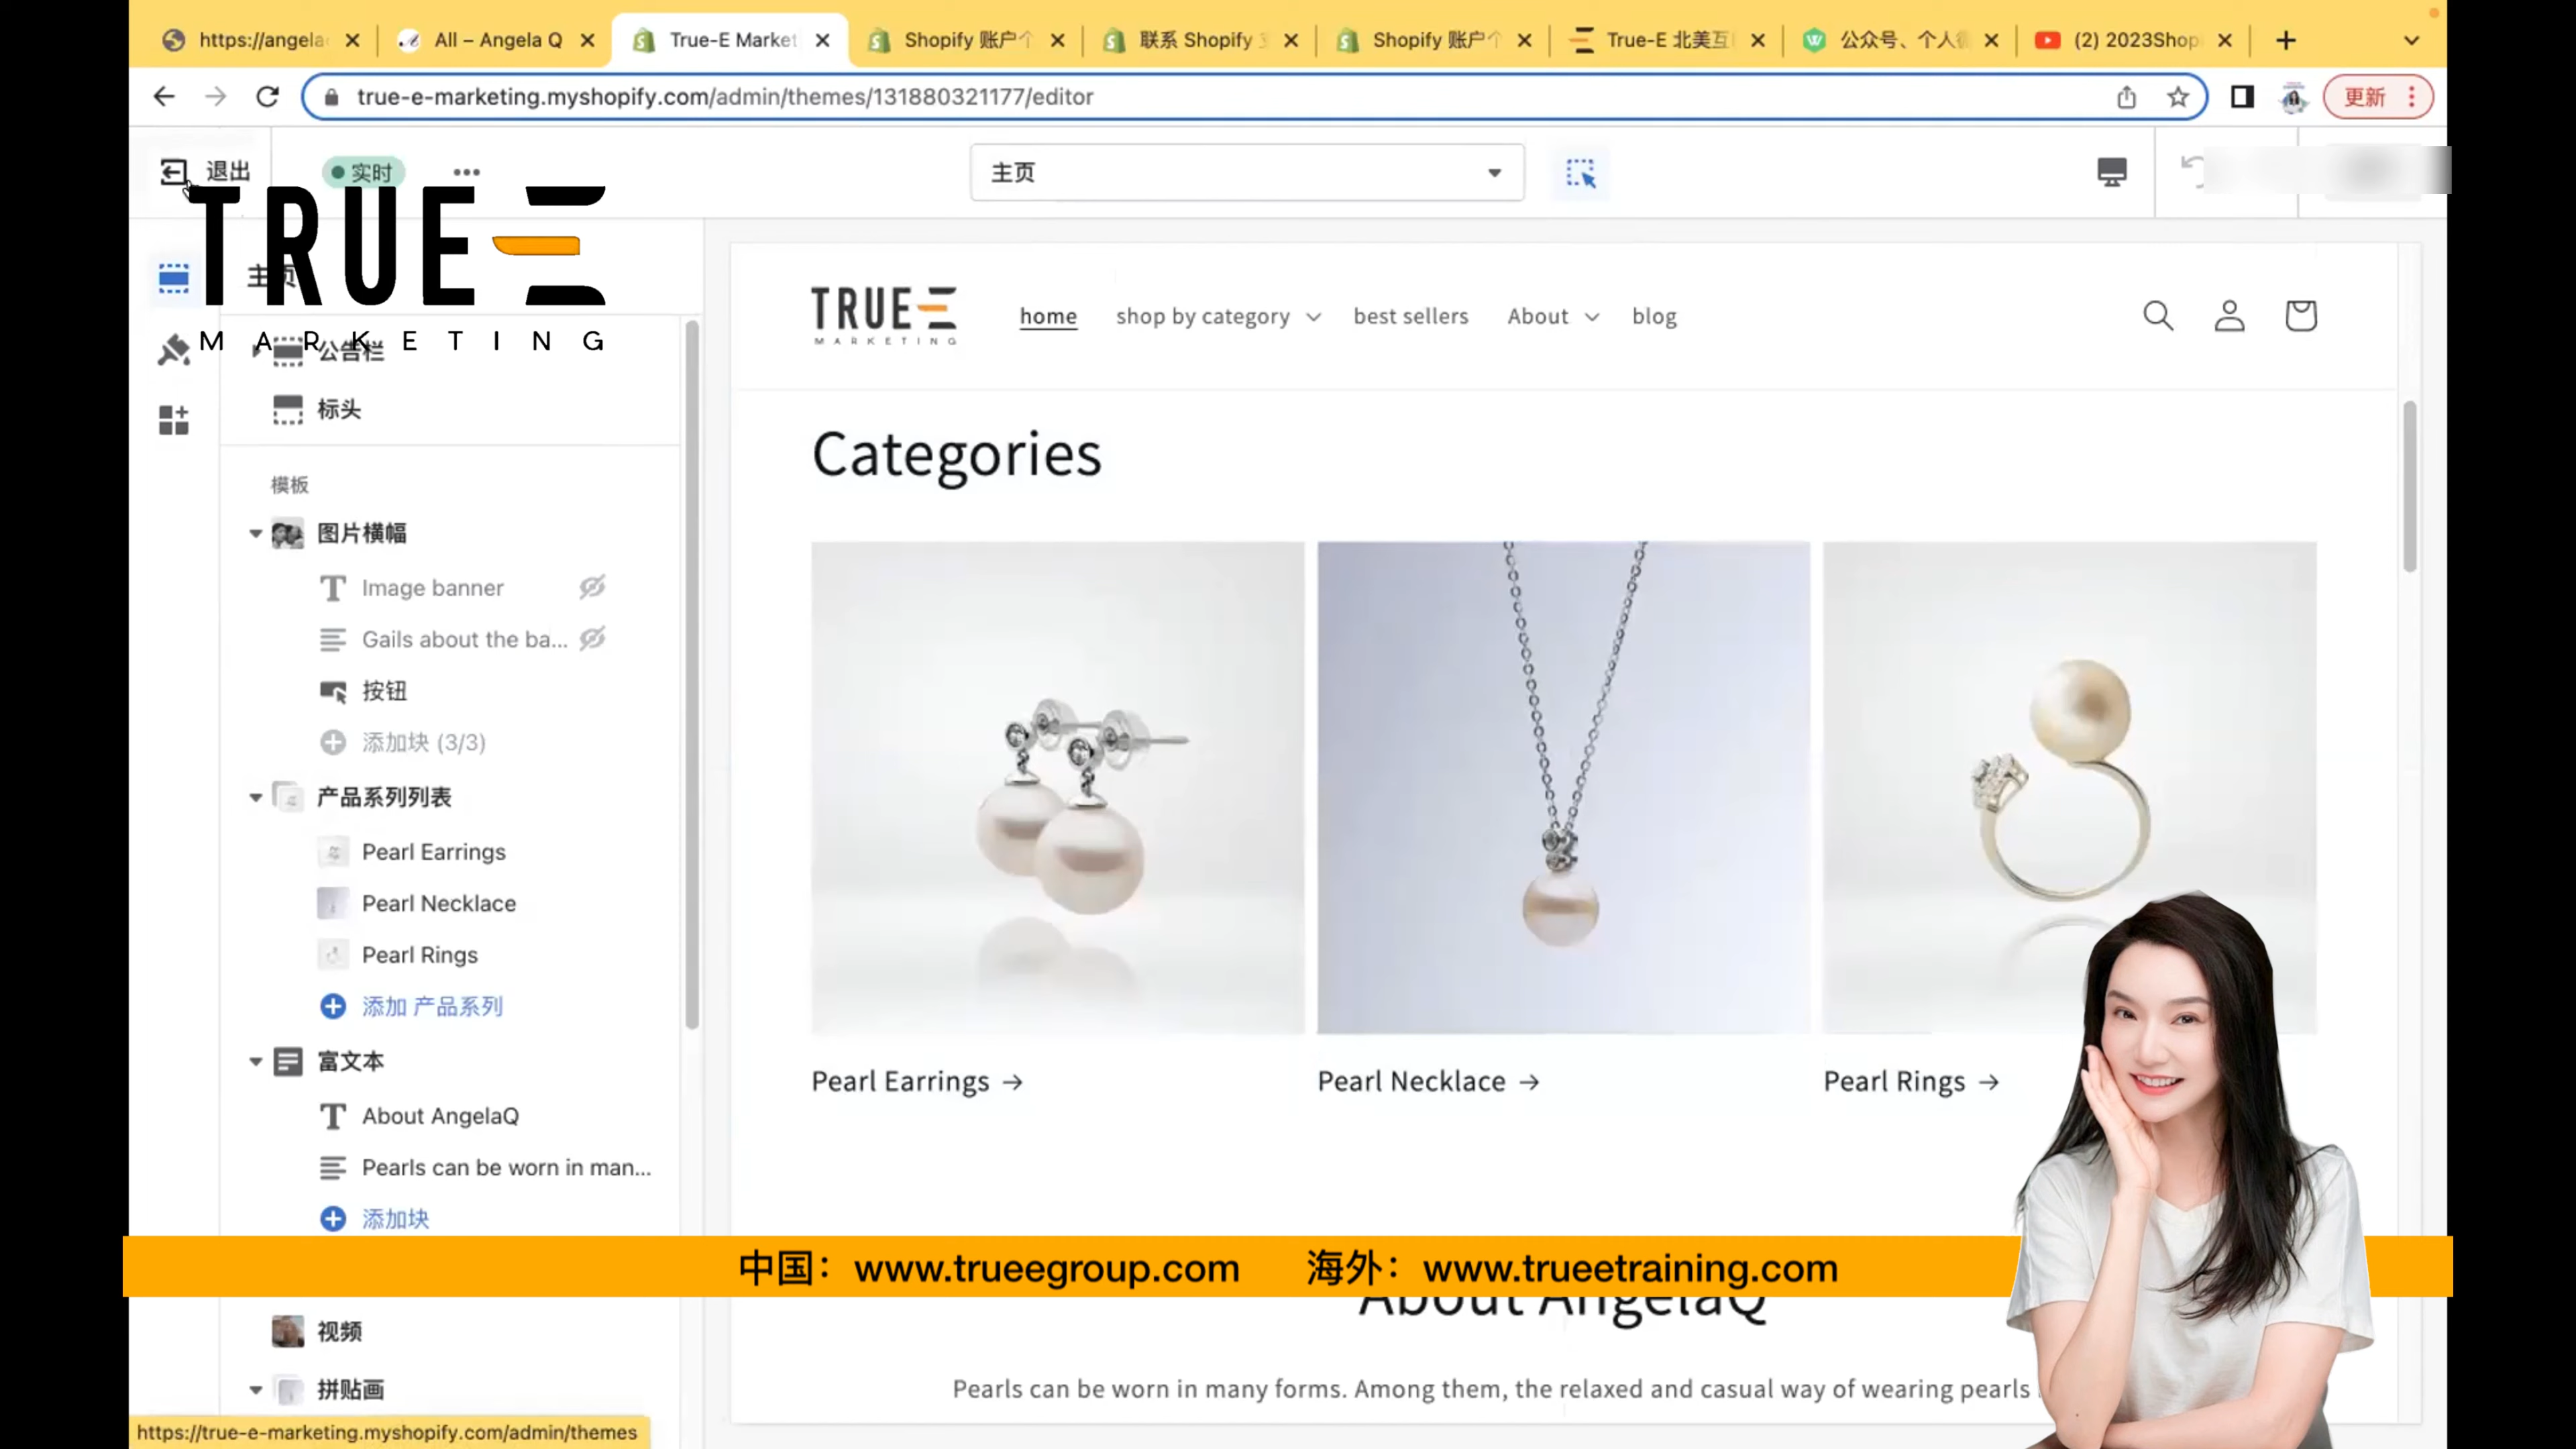 https://angela
All – Angela Q
True-E Market
Shopify 账户个
联系 Shopify
Shopify 账户个
True-E 北美互
公众号、个人
(2) 2023Shop
true-e-marketing.myshopify.com/admin/themes/131880321177/editor
更新
退出
实时
主页
TRUE
MARKETING
公告栏
标头
模板
图片横幅
Image banner
Gails about the ba...
按钮
添加块 (3/3)
产品系列列表
Pearl Earrings
Pearl Necklace
Pearl Rings
添加 产品系列
富文本
About AngelaQ
Pearls can be worn in man...
添加块
视频
拼贴画
https://true-e-marketing.myshopify.com/admin/themes
TRUE
MARKETING
home
shop by category
best sellers
About
blog
Categories
Pearl Earrings →
Pearl Necklace →
Pearl Rings →
中国：www.trueegroup.com 海外：www.trueetraining.com
About AngelaQ
Pearls can be worn in many forms. Among them, the relaxed and casual way of wearing pearls